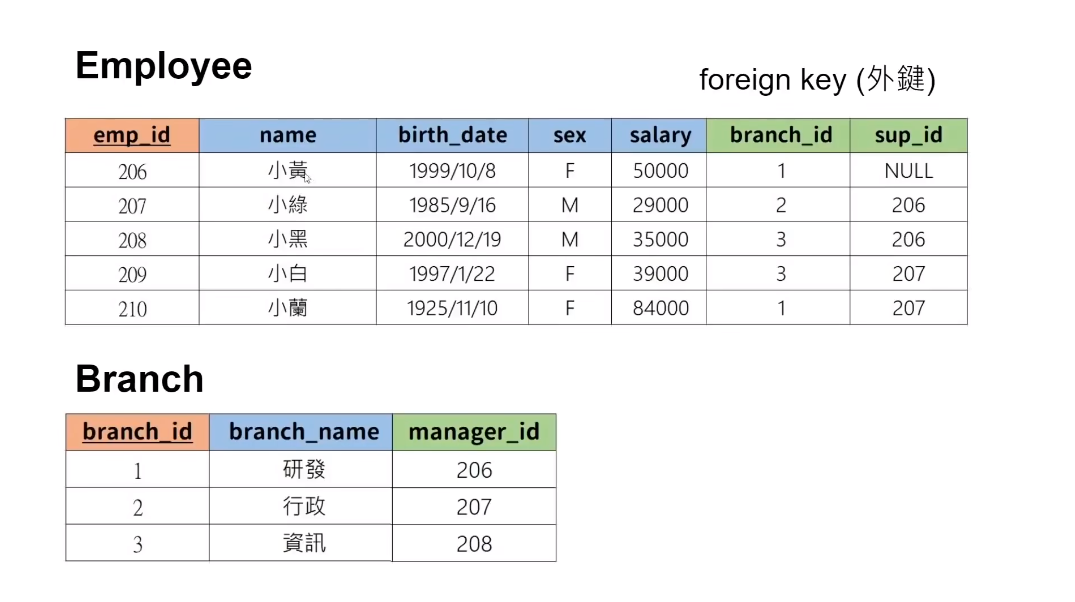 Employee
foreign key (外鍵)
emp_id name birth_date sex salary branch_id sup_id
206 小黃 1999/10/8 F 50000 1 NULL
207 小綠 1985/9/16 M 29000 2 206
208 小黑 2000/12/19 M 35000 3 206
209 小白 1997/1/22 F 39000 3 207
210 小蘭 1925/11/10 F 84000 1 207
Branch
branch_id branch_name manager_id
1 研發 206
2 行政 207
3 資訊 208